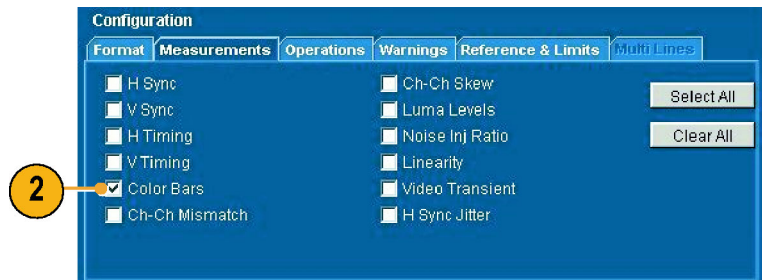 Configuration
Format Measurements Operations Warnings Reference & Limits Multi Lines
H Sync
V Sync
H Timing
V Timing
2 Color Bars
Ch-Ch Mismatch
Ch-Ch Skew
Luma Levels
Noise Inj Ratio
Linearity
Video Transient
H Sync Jitter
Select All
Clear All